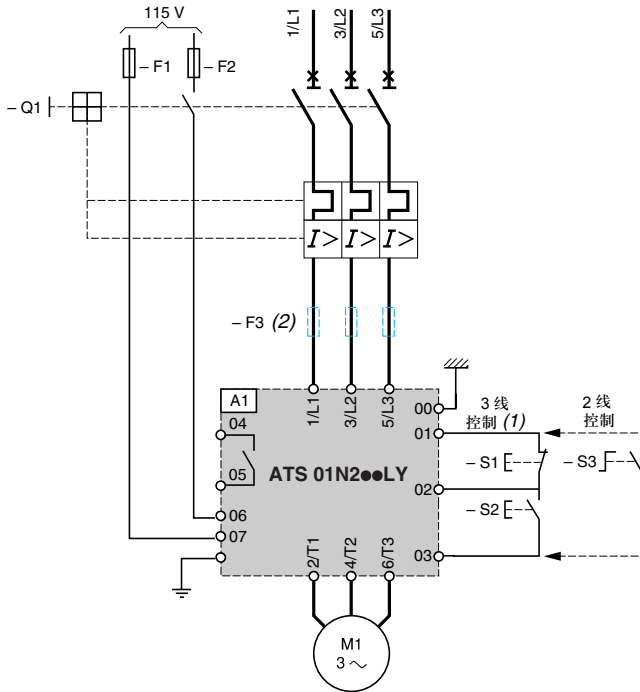 115 V
1/L1
3/L2
5/L3
– F1
– F2
– Q1
I>
I>
I>
– F3 (2)
A1
1/L1
3/L2
5/L3
00
3 线
控制 (1)
2 线
控制
04
01
05
ATS 01N2●●LY
– S1
– S3
02
06
– S2
07
2/T1
4/T2
6/T3
03
M1
3 ~